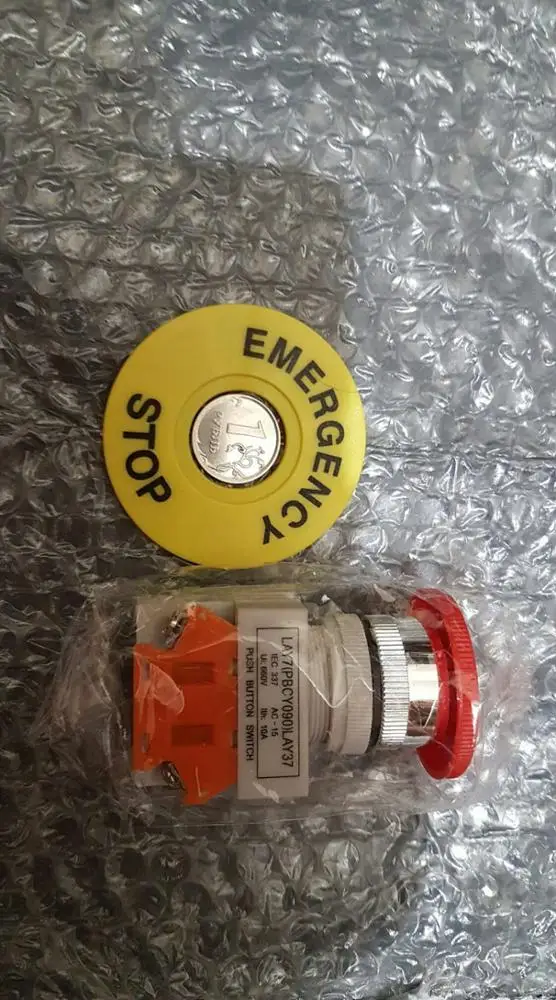 EMERGENCY
STOP
1
РУБЛЬ
LAY7(PBCY090)LAY37
IEC 337 AC-15
Ui. 660V Ith. 10A
PUSH BUTTON SWITCH